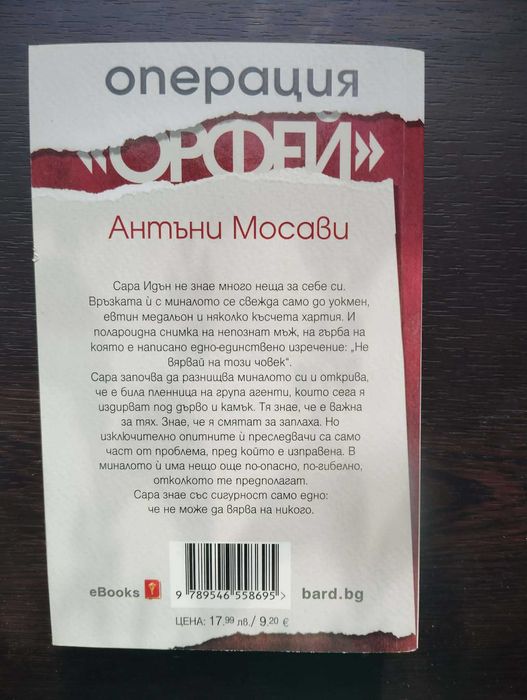 операция
«ОРФЕЙ»
Антъни Мосави
Сара Идън не знае много неща за себе си.
Връзката ѝ с миналото се свежда само до уокмен,
евтин медальон и няколко късчета хартия. И
полароидна снимка на непознат мъж, на гърба на
която е написано едно-единствено изречение: „Не
вярвай на този човек“.
Сара започва да разнищва миналото си и открива,
че е била пленница на група агенти, които сега я
издирват под дърво и камък. Тя знае, че е важна
за тях. Знае, че я смятат за заплаха. Но
изключително опитните ѝ преследвачи са само
част от проблема, пред който е изправена. В
миналото ѝ има нещо още по-опасно, по-гибелно,
отколкото те предполагат.
Сара знае със сигурност само едно:
че не може да вярва на никого.
eBooks
9 789546 558695>
bard.bg
ЦЕНА: 17,99 лв./ 9,20 €